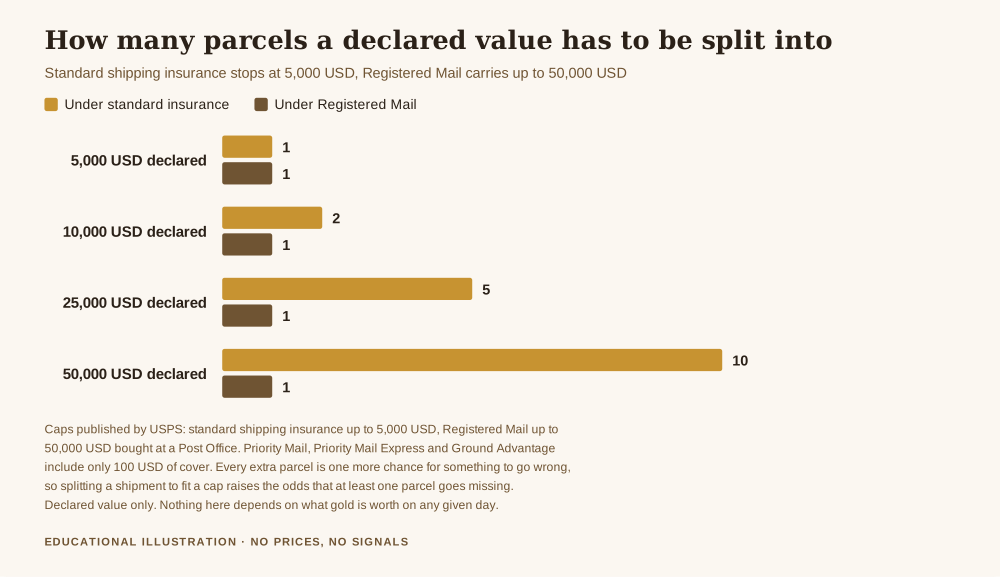 How many parcels a declared value has to be split into
Standard shipping insurance stops at 5,000 USD, Registered Mail carries up to 50,000 USD
Under standard insurance
Under Registered Mail
5,000 USD declared
1
1
10,000 USD declared
2
1
25,000 USD declared
5
1
50,000 USD declared
10
1
Caps published by USPS: standard shipping insurance up to 5,000 USD, Registered Mail up to
50,000 USD bought at a Post Office. Priority Mail, Priority Mail Express and Ground Advantage
include only 100 USD of cover. Every extra parcel is one more chance for something to go wrong,
so splitting a shipment to fit a cap raises the odds that at least one parcel goes missing.
Declared value only. Nothing here depends on what gold is worth on any given day.
EDUCATIONAL ILLUSTRATION · NO PRICES, NO SIGNALS